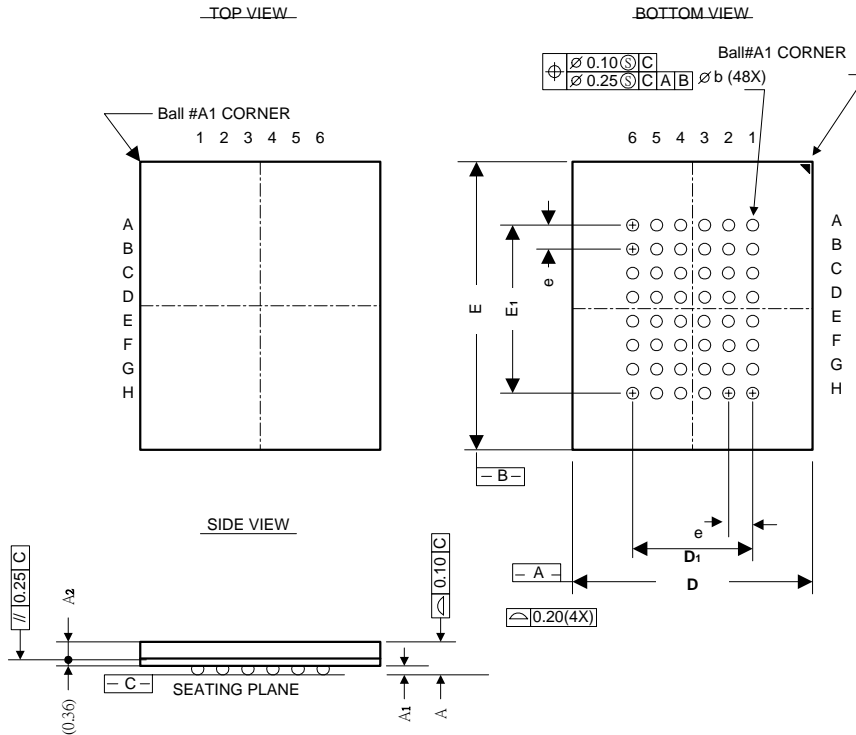 TOP VIEW
BOTTOM VIEW
Ball #A1 CORNER
1 2 3 4 5 6
A
B
C
D
E
F
G
H
⌖ ⌀ 0.10 Ⓢ C
⌀ 0.25 Ⓢ C A B
⌀ b (48X)
Ball#A1 CORNER
6 5 4 3 2 1
A
B
C
D
E
F
G
H
e
E1
E
– B –
e
D1
– A –
D
⌓ 0.20(4X)
SIDE VIEW
// 0.25 C
A2
(0.36)
⌓ 0.10 C
– C –
SEATING PLANE
A1
A